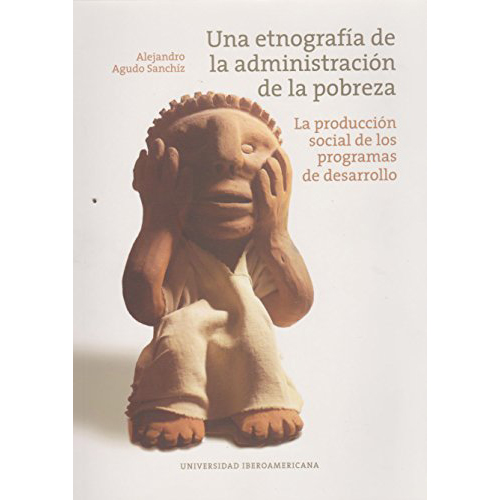 Alejandro
Agudo Sanchíz
Una etnografía de
la administración
de la pobreza
La producción
social de los
programas
de desarrollo
UNIVERSIDAD IBEROAMERICANA